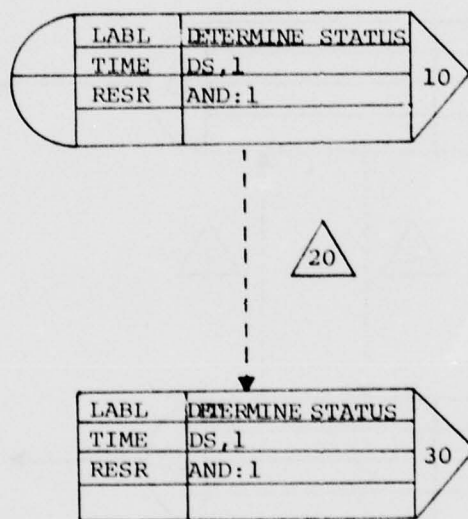 LABL DETERMINE STATUS
TIME DS,1
10
RESR AND:1
20
LABL DETERMINE STATUS
TIME DS,1
30
RESR AND:1